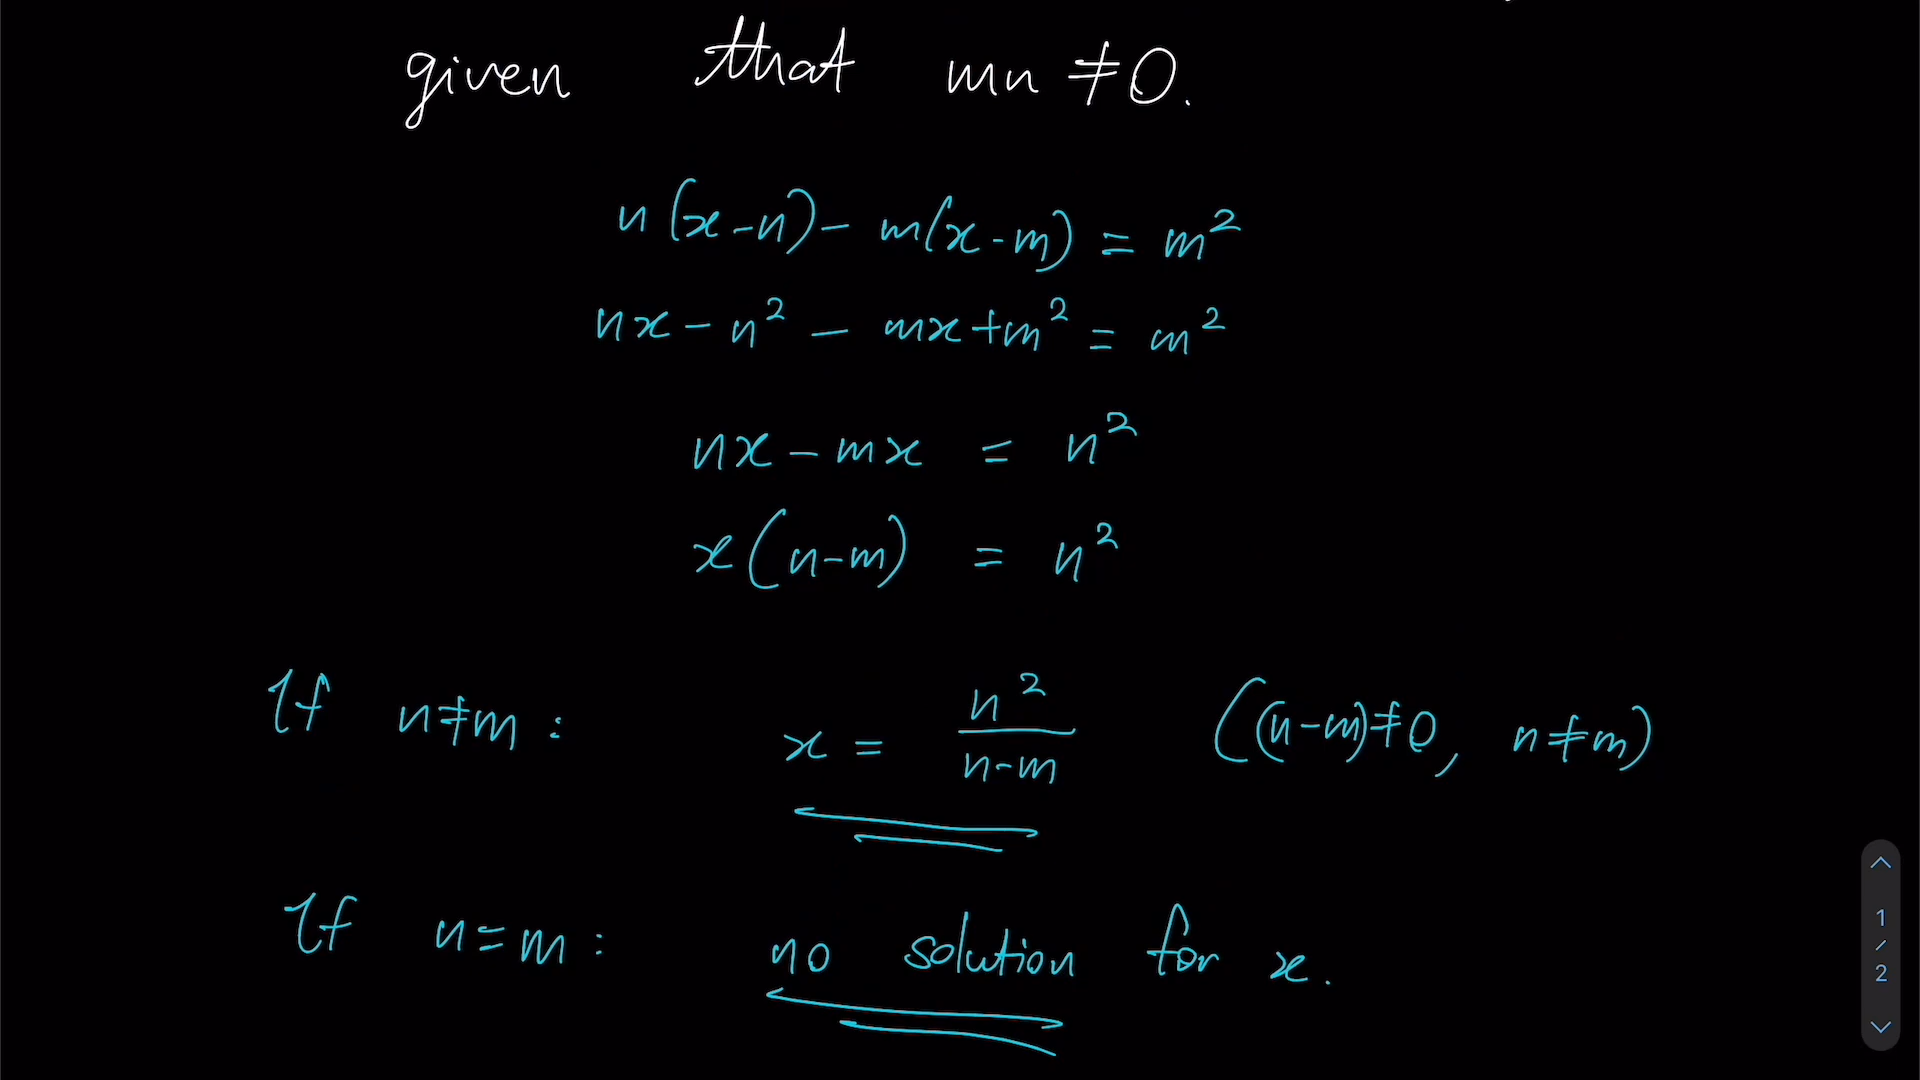 given that mn ≠ 0.
n(x-n) - m(x-m) = m²
nx - n² - mx + m² = m²
nx - mx = n²
x(n-m) = n²
If n≠m : x = n²/(n-m) ((n-m)≠0, n≠m)
If n=m : no solution for x.
1
/
2